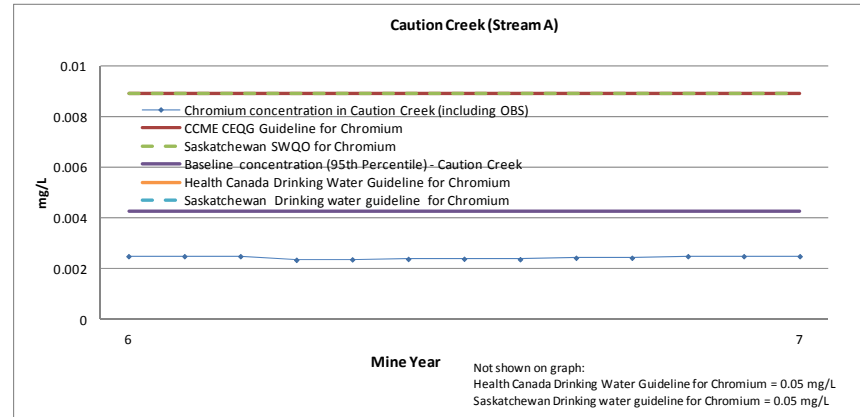 Caution Creek (Stream A)
0.01
0.008
0.006
0.004
0.002
0
mg/L
Chromium concentration in Caution Creek (including OBS)
CCME CEQG Guideline for Chromium
Saskatchewan SWQO for Chromium
Baseline concentration (95th Percentile) - Caution Creek
Health Canada Drinking Water Guideline for Chromium
Saskatchewan Drinking water guideline for Chromium
6
7
Mine Year
Not shown on graph:
Health Canada Drinking Water Guideline for Chromium = 0.05 mg/L
Saskatchewan Drinking water guideline for Chromium = 0.05 mg/L